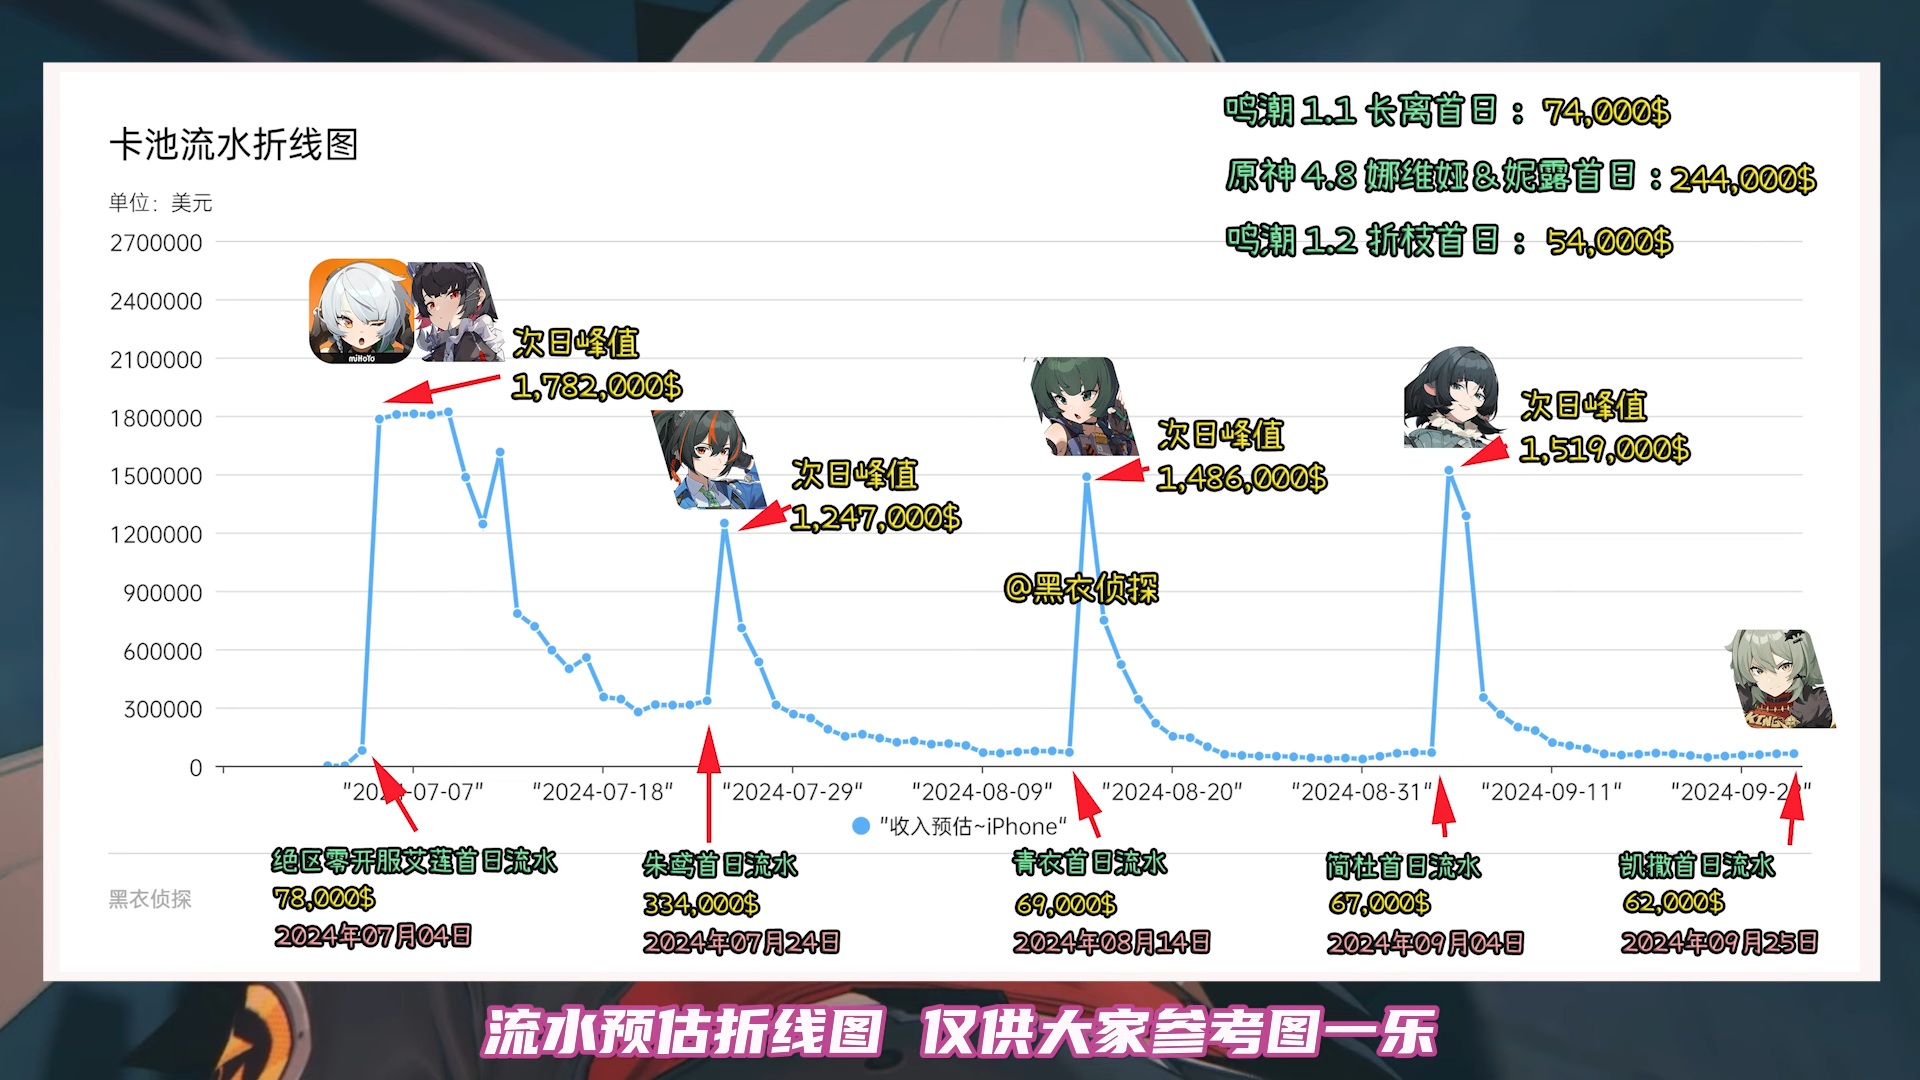 鸣潮1.1 长离首日： 74,000$
原神4.8 娜维娅&妮露首日：244,000$
鸣潮1.2 折枝首日： 54,000$
卡池流水折线图
单位：美元
2700000
2400000
2100000
1800000
1500000
1200000
900000
600000
300000
0
miHoYo
次日峰值
1,782,000$
次日峰值
1,247,000$
次日峰值
1,486,000$
次日峰值
1,519,000$
@黑衣侦探
KING
"2024-07-07"
"2024-07-18"
"2024-07-29"
"2024-08-09"
"2024-08-20"
"2024-08-31"
"2024-09-11"
"2024-09-22"
"收入预估~iPhone"
绝区零开服艾莲首日流水
78,000$
2024年07月04日
朱鸢首日流水
334,000$
2024年07月24日
青衣首日流水
69,000$
2024年08月14日
简杜首日流水
67,000$
2024年09月04日
凯撒首日流水
62,000$
2024年09月25日
黑衣侦探
流水预估折线图 仅供大家参考图一乐